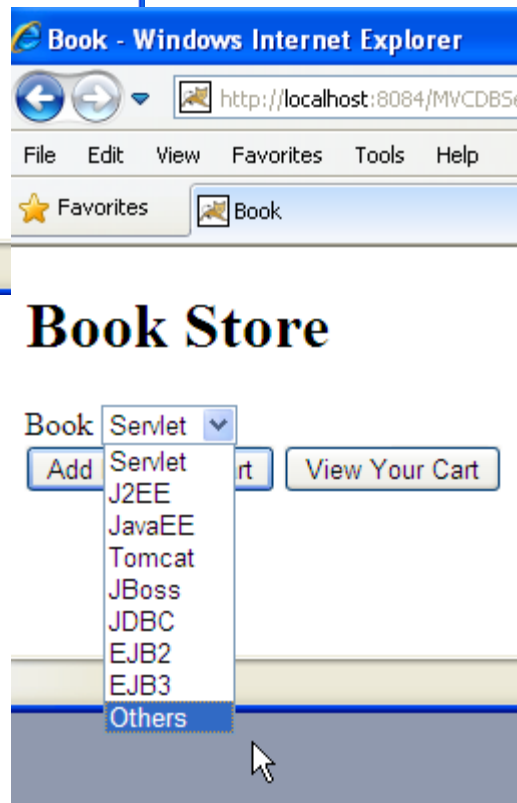 Book - Windows Internet Explorer
http://localhost:8084/MVCDBSe
File Edit View Favorites Tools Help
Favorites Book
Book Store
Book Servlet
Add rt View Your Cart
Servlet
J2EE
JavaEE
Tomcat
JBoss
JDBC
EJB2
EJB3
Others